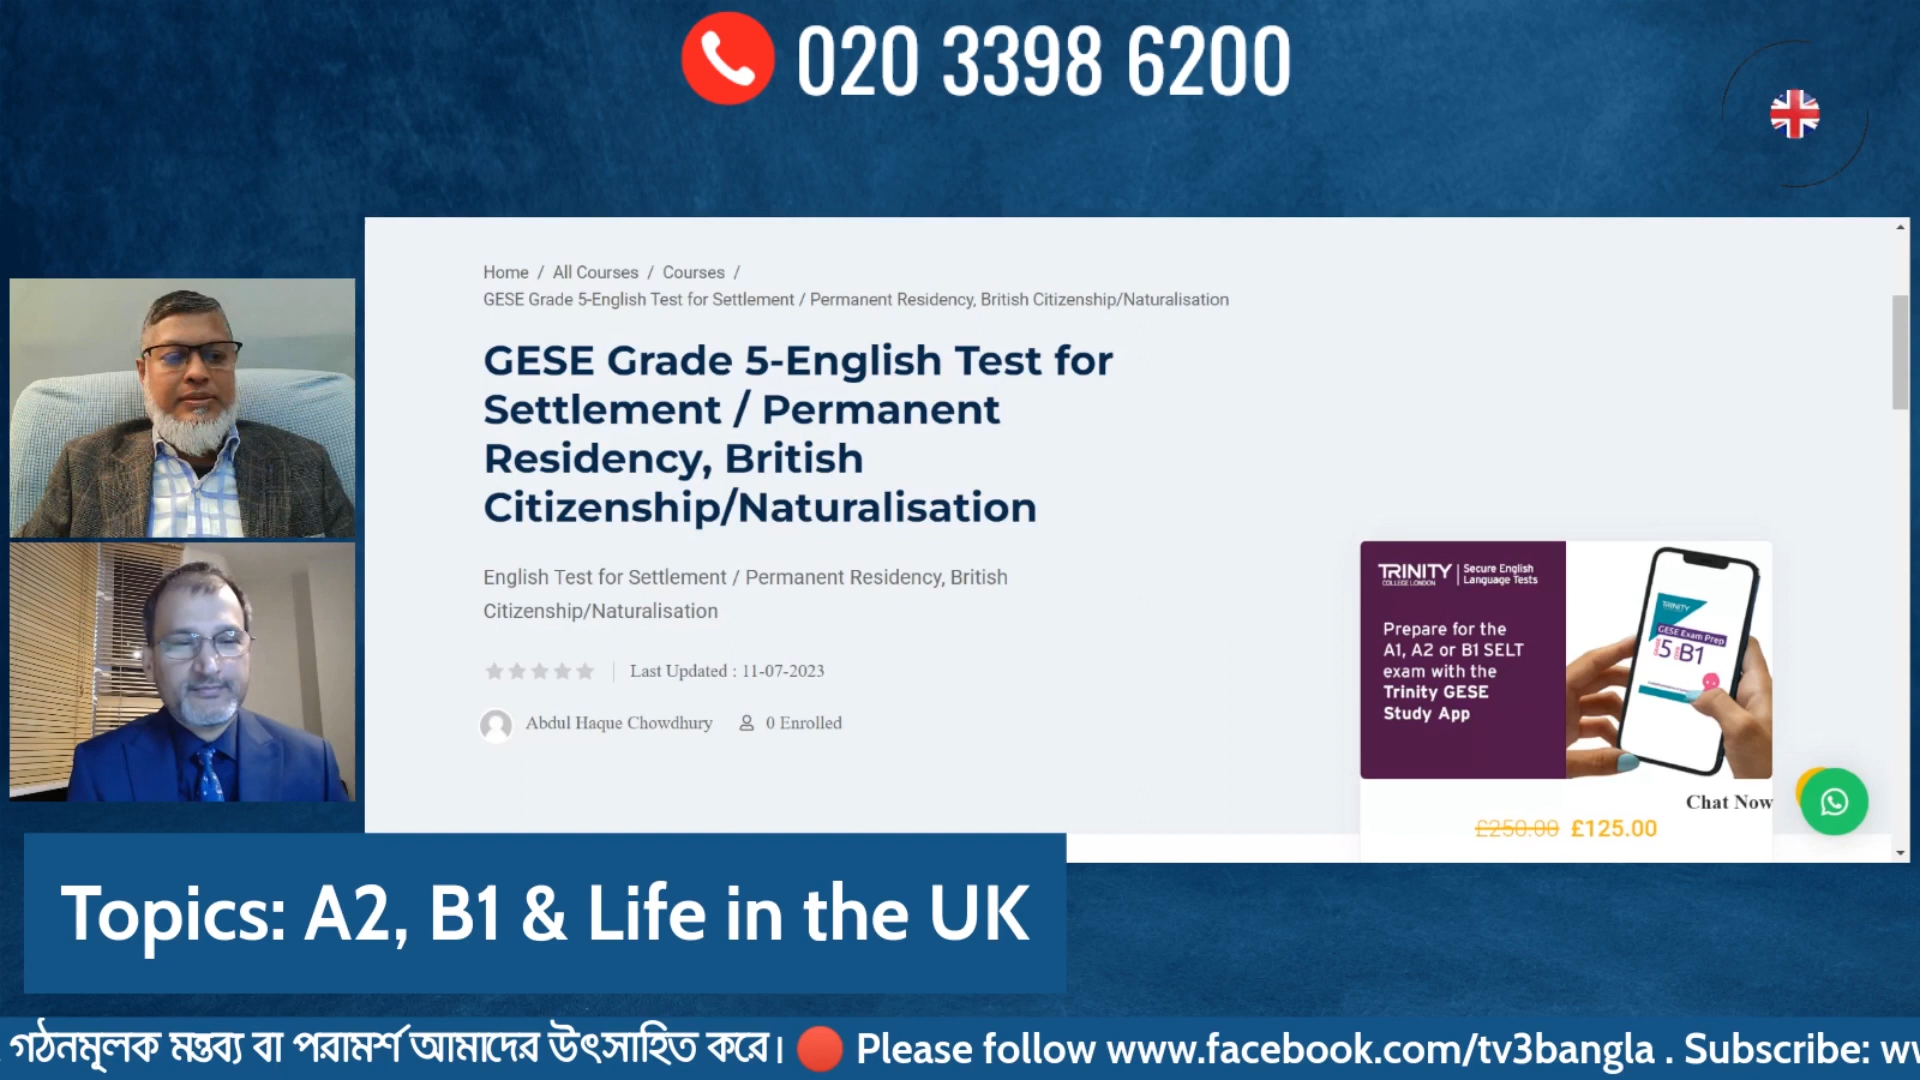 020 3398 6200
Home / All Courses / Courses /
GESE Grade 5-English Test for Settlement / Permanent Residency, British Citizenship/Naturalisation
GESE Grade 5-English Test for
Settlement / Permanent
Residency, British
Citizenship/Naturalisation
English Test for Settlement / Permanent Residency, British
Citizenship/Naturalisation
Last Updated : 11-07-2023
Abdul Haque Chowdhury 0 Enrolled
TRINITY
COLLEGE LONDON
Secure English
Language Tests
Prepare for the
A1, A2 or B1 SELT
exam with the
Trinity GESE
Study App
TRINITY
GESE Exam Prep
5 B1
Chat Now
£250.00 £125.00
Topics: A2, B1 & Life in the UK
গঠনমূলক মন্তব্য বা পরামর্শ আমাদের উৎসাহিত করে। Please follow www.facebook.com/tv3bangla . Subscribe: